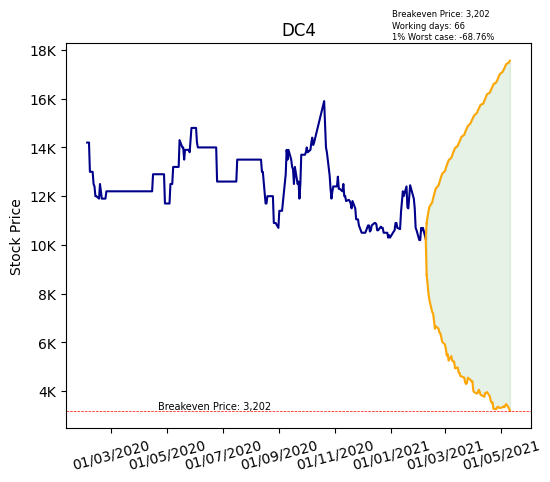 Breakeven Price: 3,202
Working days: 66
1% Worst case: -68.76%
DC4
18K
16K
14K
12K
10K
8K
6K
4K
Stock Price
Breakeven Price: 3,202
01/03/2020
01/05/2020
01/07/2020
01/09/2020
01/11/2020
01/01/2021
01/03/2021
01/05/2021